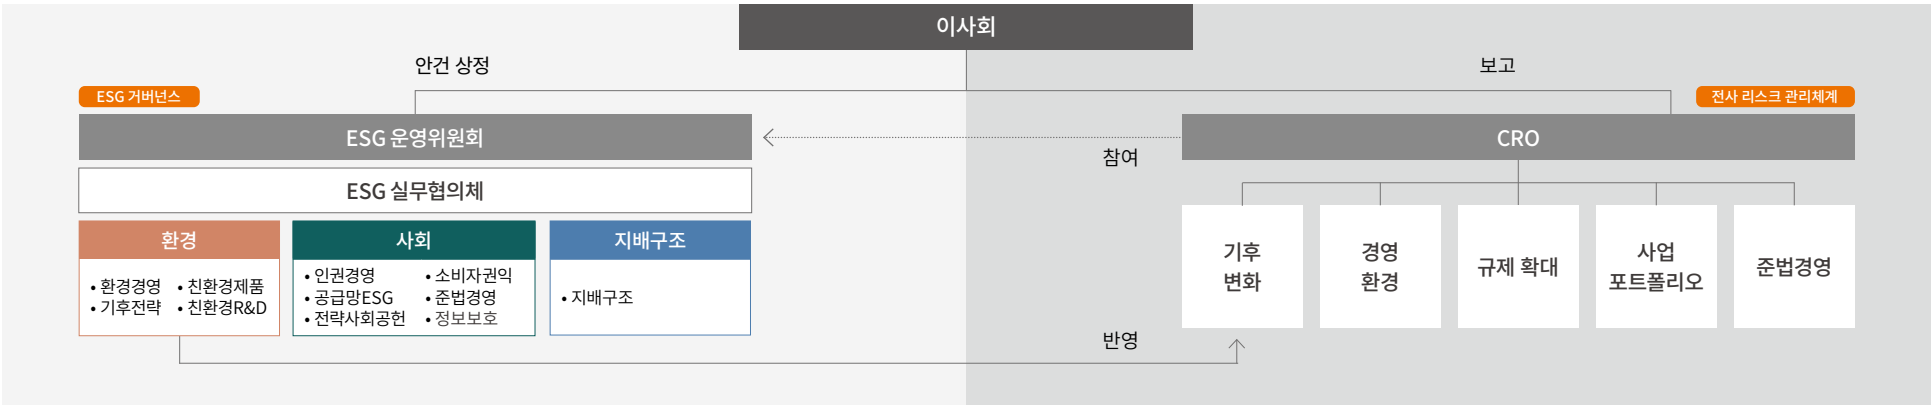 이사회
안건 상정
보고
ESG 거버넌스
전사 리스크 관리체계
ESG 운영위원회
CRO
참여
ESG 실무협의체
환경
• 환경경영 • 친환경제품
• 기후전략 • 친환경R&D
사회
• 인권경영 • 소비자권익
• 공급망ESG • 준법경영
• 전략사회공헌 • 정보보호
지배구조
• 지배구조
기후
변화
경영
환경
규제 확대
사업
포트폴리오
준법경영
반영